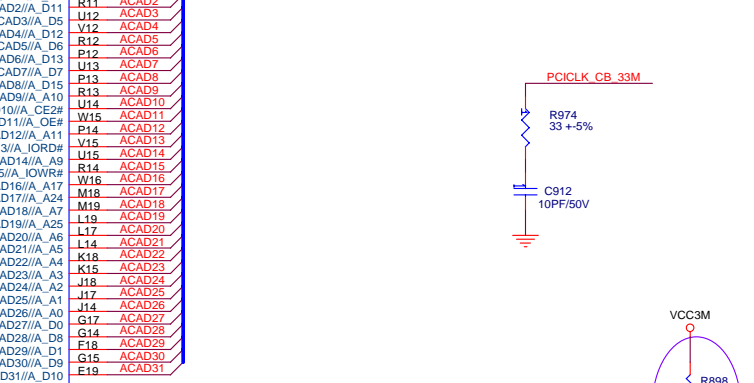 AD2//A_D11 R11 ACAD2
CAD3//A_D5 U12 ACAD3
AD4//A_D12 V12 ACAD4
CAD5//A_D6 R12 ACAD5
AD6//A_D13 P12 ACAD6
CAD7//A_D7 U13 ACAD7
AD8//A_D15 P13 ACAD8
AD9//A_A10 R13 ACAD9
10//A_CE2# U14 ACAD10
D11//A_OE# W15 ACAD11
D12//A_A11 P14 ACAD12
3//A_IORD# V15 ACAD13
AD14//A_A9 U15 ACAD14
5//A_IOWR# R14 ACAD15
AD16//A_A17 W16 ACAD16
AD17//A_A24 M18 ACAD17
AD18//A_A7 M19 ACAD18
AD19//A_A25 L19 ACAD19
AD20//A_A6 L17 ACAD20
AD21//A_A5 L14 ACAD21
AD22//A_A4 K18 ACAD22
AD23//A_A3 K15 ACAD23
AD24//A_A2 J18 ACAD24
AD25//A_A1 J17 ACAD25
AD26//A_A0 J14 ACAD26
AD27//A_D0 G17 ACAD27
AD28//A_D8 G14 ACAD28
AD29//A_D1 F18 ACAD29
AD30//A_D9 G15 ACAD30
D31//A_D10 E19 ACAD31
PCICLK_CB_33M
R974
33 +-5%
C912
10PF/50V
VCC3M
R898